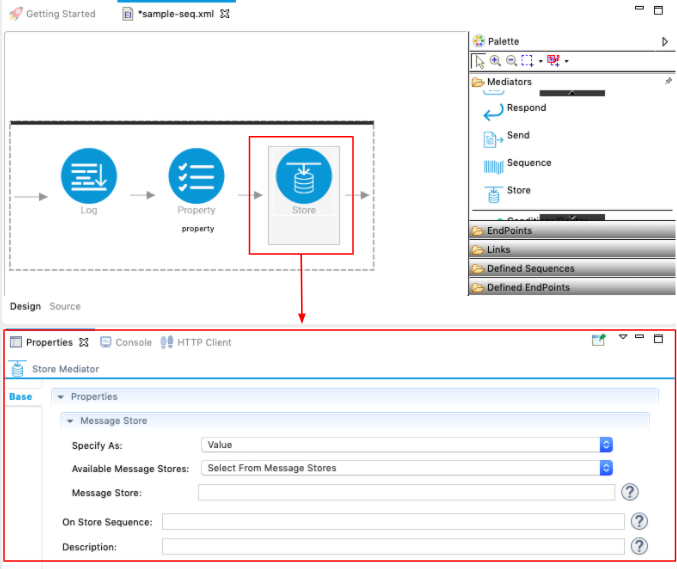 Getting Started
*sample-seq.xml
Palette
Mediators
Respond
Send
Sequence
Store
EndPoints
Links
Defined Sequences
Defined EndPoints
Log
Property
Store
property
Design Source
Properties Console HTTP Client
Store Mediator
Base
Properties
Message Store
Specify As: Value
Available Message Stores: Select From Message Stores
Message Store:
On Store Sequence:
Description: